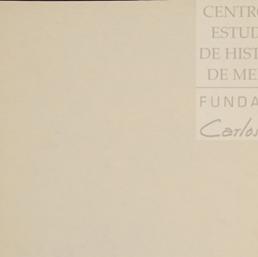 CENTRO
ESTUD
DE HIST
DE ME
FUNDA
Carlos